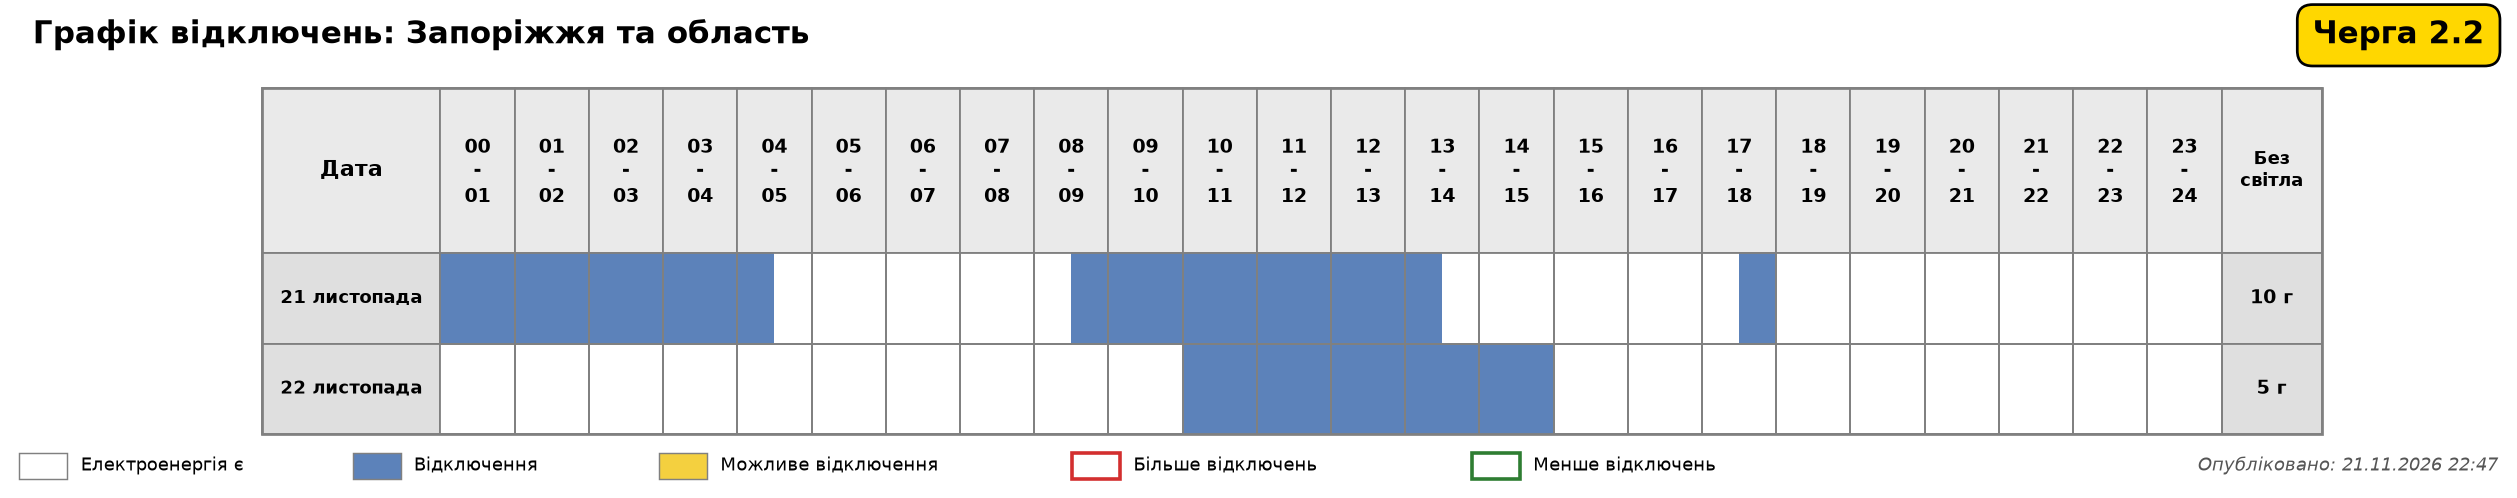 Графік відключень: Запоріжжя та область
Черга 2.2
Дата
00 - 01
01 - 02
02 - 03
03 - 04
04 - 05
05 - 06
06 - 07
07 - 08
08 - 09
09 - 10
10 - 11
11 - 12
12 - 13
13 - 14
14 - 15
15 - 16
16 - 17
17 - 18
18 - 19
19 - 20
20 - 21
21 - 22
22 - 23
23 - 24
Без
світла
21 листопада
10 г
22 листопада
5 г
Електроенергія є
Відключення
Можливе відключення
Більше відключень
Менше відключень
Опубліковано: 21.11.2026 22:47